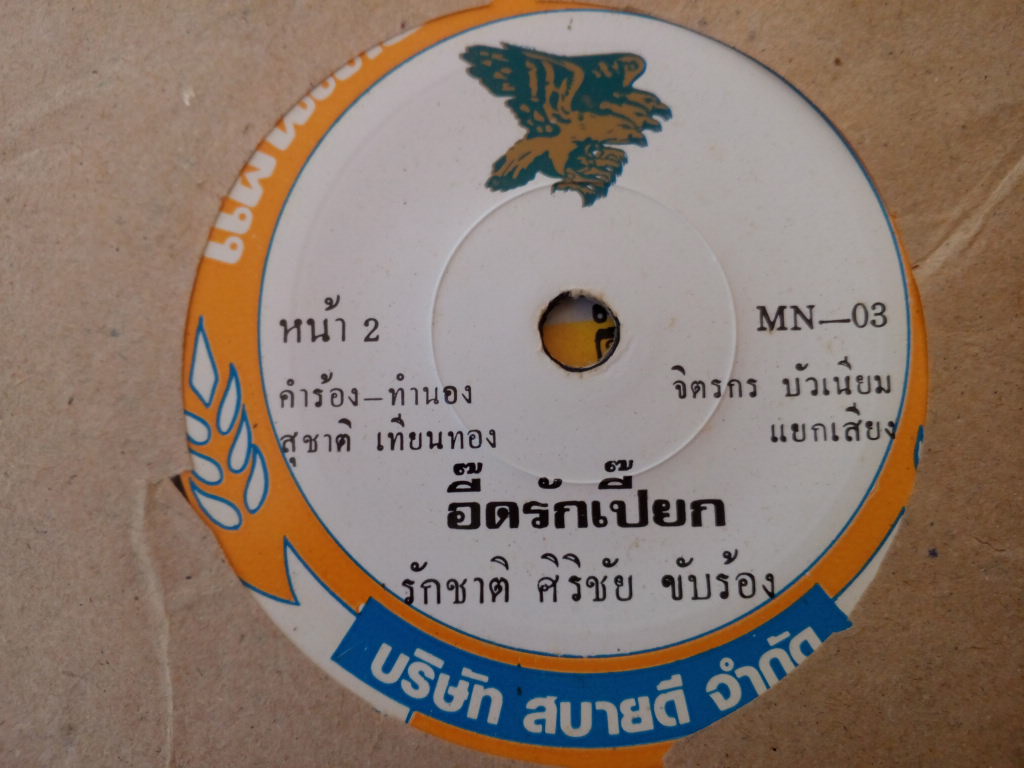 หน้า 2
MN—03
คำร้อง—ทำนอง
จิตรกร บัวเนียม
สุชาติ เทียนทอง
แยกเสียง
อี๊ดรักเปี๊ยก
รักชาติ ศิริชัย ขับร้อง
บริษัท สบายดี จำกัด